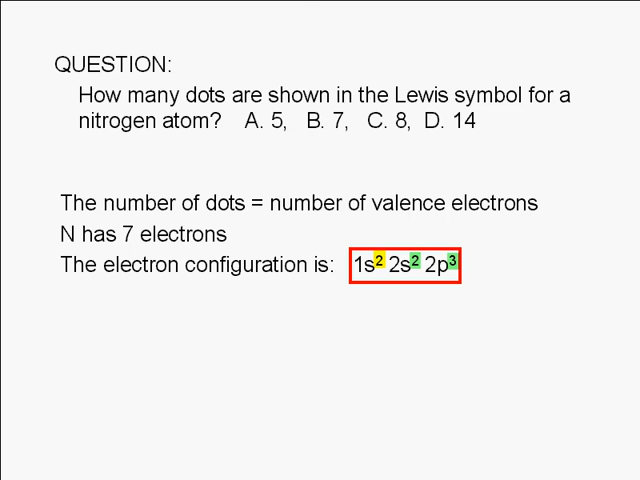 QUESTION:
How many dots are shown in the Lewis symbol for a
nitrogen atom? A. 5, B. 7, C. 8, D. 14
The number of dots = number of valence electrons
N has 7 electrons
The electron configuration is: 1s² 2s² 2p³